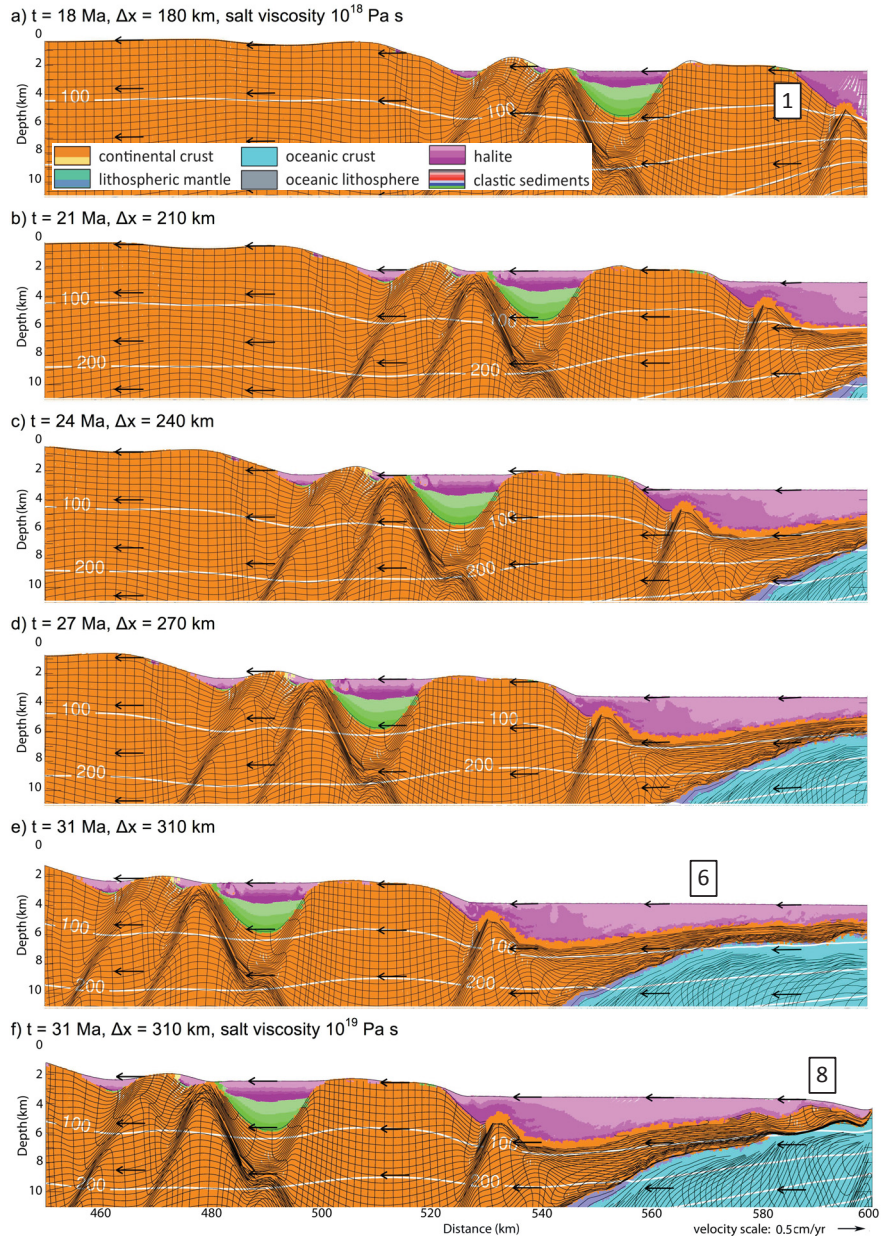 a) t = 18 Ma, Δx = 180 km, salt viscosity 10¹⁸ Pa s
0
2
4
6
8
10
Depth(km)
100
100
1
continental crust
oceanic crust
halite
lithospheric mantle
oceanic lithosphere
clastic sediments
b) t = 21 Ma, Δx = 210 km
0
2
4
6
8
10
Depth(km)
100
100
200
200
c) t = 24 Ma, Δx = 240 km
0
2
4
6
8
10
Depth(km)
100
100
200
200
d) t = 27 Ma, Δx = 270 km
0
2
4
6
8
10
Depth(km)
100
100
200
200
e) t = 31 Ma, Δx = 310 km
0
2
4
6
8
10
Depth(km)
6
100
100
200
200
f) t = 31 Ma, Δx = 310 km, salt viscosity 10¹⁹ Pa s
0
2
4
6
8
10
Depth(km)
8
100
100
200
200
460 480 500 520 540 560 580 600
Distance (km)
velocity scale: 0.5cm/yr